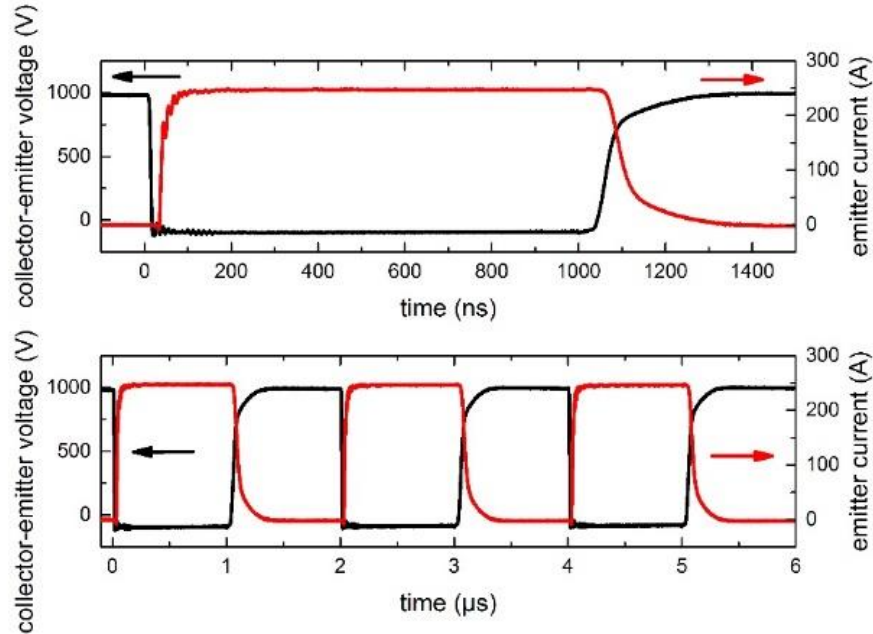 collector-emitter voltage (V)
1000
500
0
300
200
100
0
emitter current (A)
0 200 400 600 800 1000 1200 1400
time (ns)
collector-emitter voltage (V)
1000
500
0
300
200
100
0
emitter current (A)
0 1 2 3 4 5 6
time (µs)